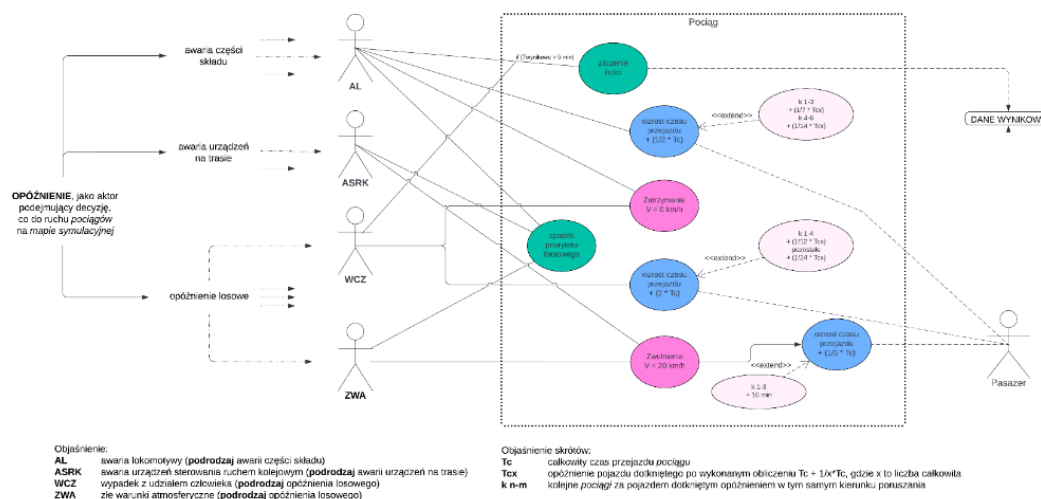 Pociąg
awaria części
składu
AL
if (Twynikowe > 5 min)
zliczenie
ilości
k 1-3
+ (1/7 * Tcx)
k 4-6
+ (1/14 * Tcx)
<<extend>>
DANE WYNIKOWE
wzrost czasu
przejazdu
+ (1/2 * Tc)
awaria urządzeń
na trasie
ASRK
OPÓŹNIENIE, jako aktor
podejmujący decyzję,
co do ruchu pociągów
na mapie symulacyjnej
Zatrzymanie
V = 0 km/h
spadek
priorytetu
trasowego
k 1-4
+ (1/12 * Tcx)
pozostałe
+ (1/24 * Tcx)
<<extend>>
WCZ
wzrost czasu
przejazdu
+ (2 * Tc)
opóźnienie losowe
wzrost czasu
przejazdu
+ (1/6 * Tc)
Zwolnienie
V = 20 km/h
<<extend>>
k 1-3
+ 10 min
Pasażer
ZWA
Objaśnienie:
AL awaria lokomotywy (podrodzaj awarii części składu)
ASRK awaria urządzeń sterowania ruchem kolejowym (podrodzaj awarii urządzeń na trasie)
WCZ wypadek z udziałem człowieka (podrodzaj opóźnienia losowego)
ZWA złe warunki atmosferyczne (podrodzaj opóźnienia losowego)
Objaśnienie skrótów:
Tc całkowity czas przejazdu pociągu
Tcx opóźnienie pojazdu dotkniętego po wykonanym obliczeniu Tc + 1/x*Tc, gdzie x to liczba całkowita
k n-m kolejne pociągi za pojazdem dotkniętym opóźnieniem w tym samym kierunku poruszania